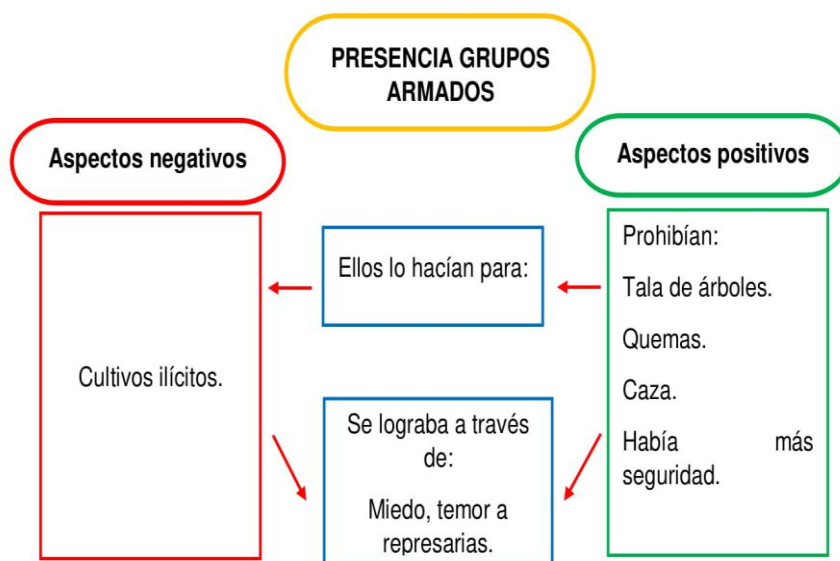 PRESENCIA GRUPOS
ARMADOS
Aspectos negativos
Aspectos positivos
Cultivos ilícitos.
Ellos lo hacían para:
Se lograba a través
de:
Miedo, temor a
represarias.
Prohibían:
Tala de árboles.
Quemas.
Caza.
Había más
seguridad.